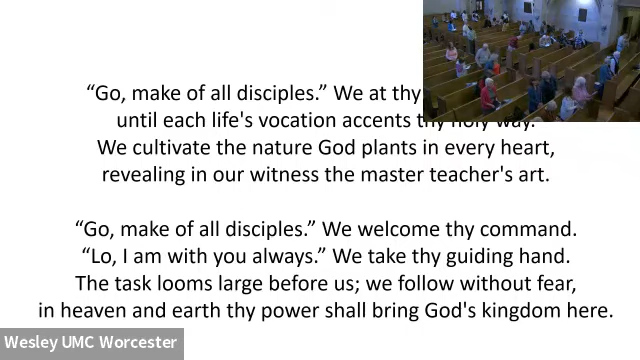 “Go, make of all disciples.” We at thy
until each life's vocation accents thy holy way.
We cultivate the nature God plants in every heart,
revealing in our witness the master teacher's art.
“Go, make of all disciples.” We welcome thy command.
“Lo, I am with you always.” We take thy guiding hand.
The task looms large before us; we follow without fear,
in heaven and earth thy power shall bring God's kingdom here.
Wesley UMC Worcester